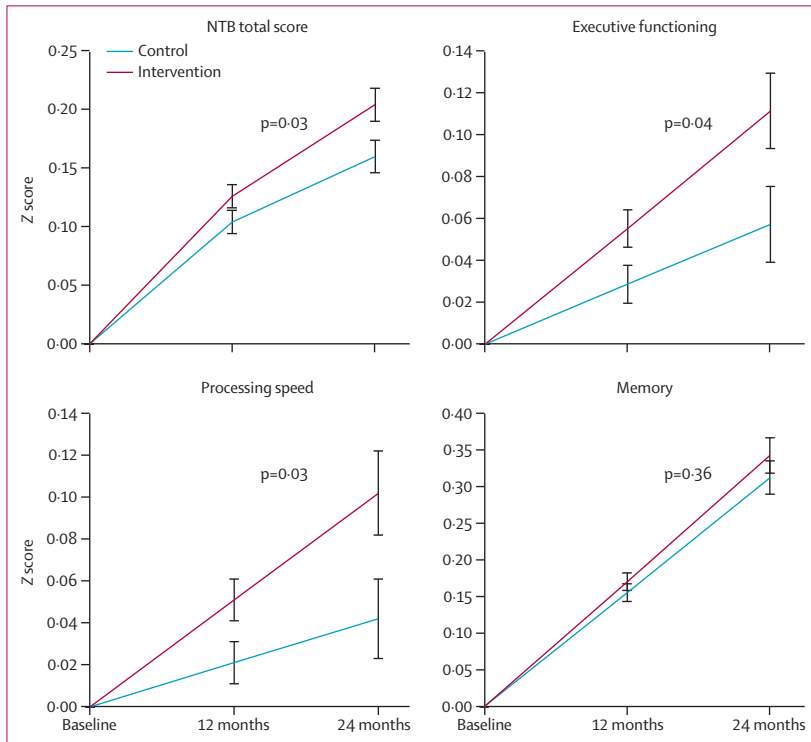 NTB total score
Control
Intervention
p=0·03
Z score
0·25
0·20
0·15
0·10
0·05
0·00
Executive functioning
p=0·04
0·14
0·12
0·10
0·08
0·06
0·04
0·02
0·00
Processing speed
p=0·03
Z score
0·14
0·12
0·10
0·08
0·06
0·04
0·02
0·00
Baseline 12 months 24 months
Memory
p=0·36
0·40
0·35
0·30
0·25
0·20
0·15
0·10
0·05
0·00
Baseline 12 months 24 months